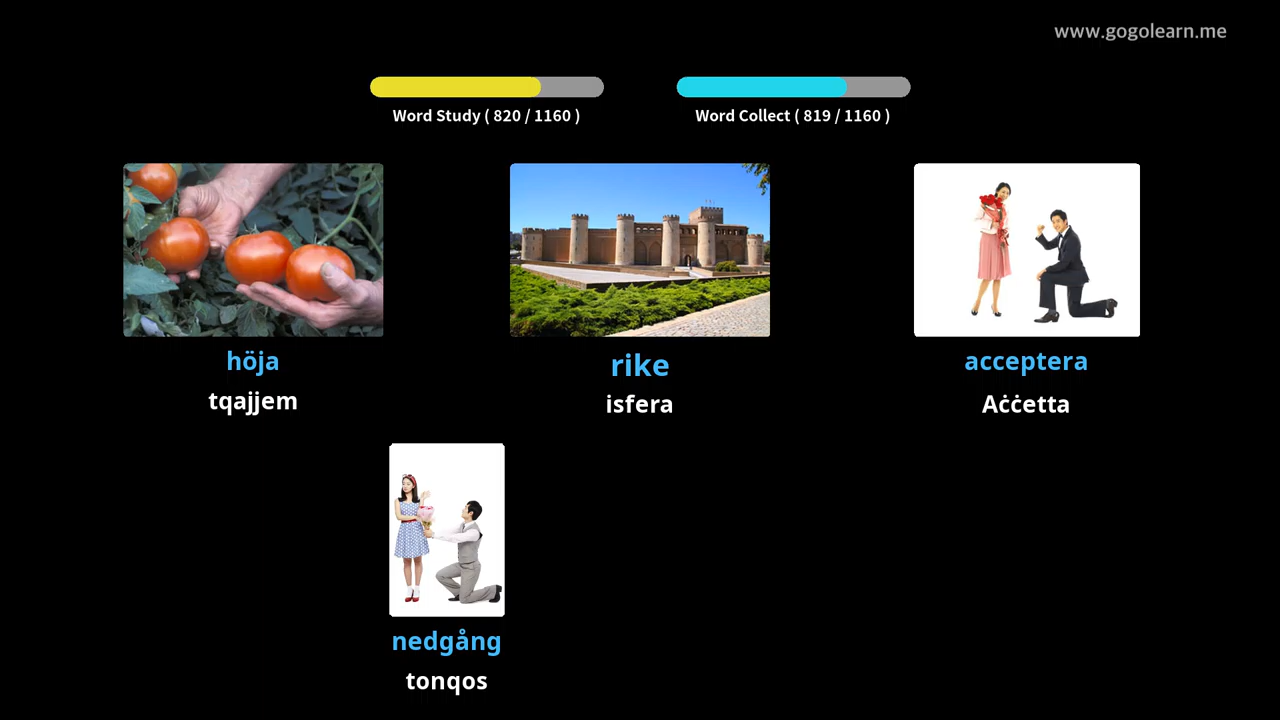 www.gogolearn.me
Word Study ( 820 / 1160 )
Word Collect ( 819 / 1160 )
höja
tqajjem
rike
isfera
acceptera
Aċċetta
nedgång
tonqos